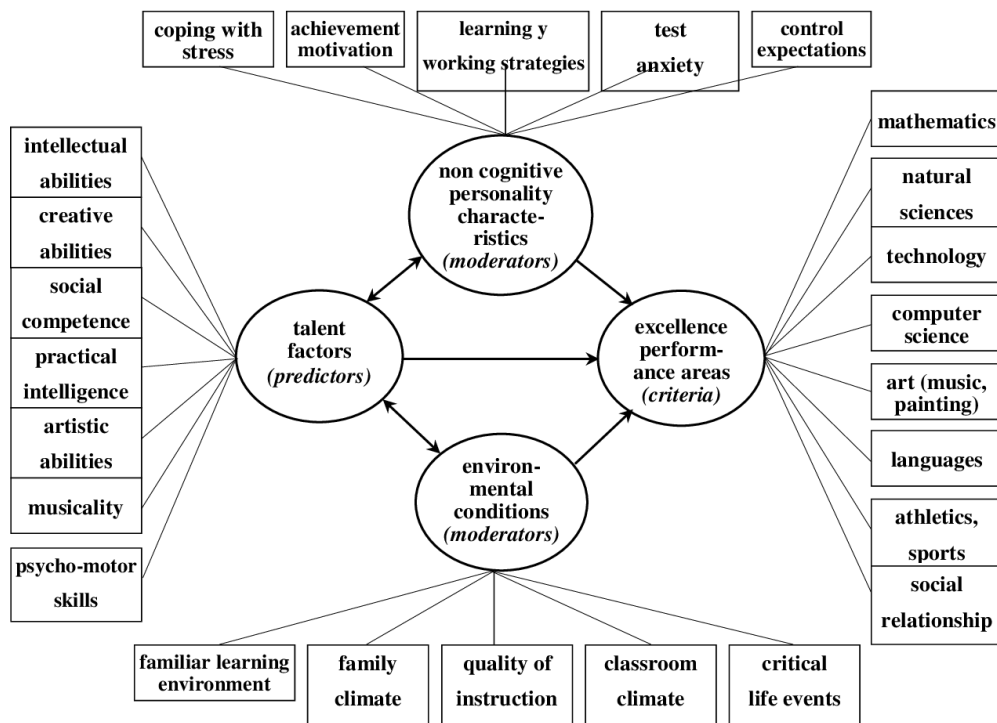 coping with
stress
achievement
motivation
learning y
working strategies
test
anxiety
control
expectations
intellectual
abilities
creative
abilities
social
competence
practical
intelligence
artistic
abilities
musicality
psycho-motor
skills
non cognitive
personality
characte-
ristics
(moderators)
talent
factors
(predictors)
excellence
perform-
ance areas
(criteria)
environ-
mental
conditions
(moderators)
mathematics
natural
sciences
technology
computer
science
art (music,
painting)
languages
athletics,
sports
social
relationship
familiar learning
environment
family
climate
quality of
instruction
classroom
climate
critical
life events